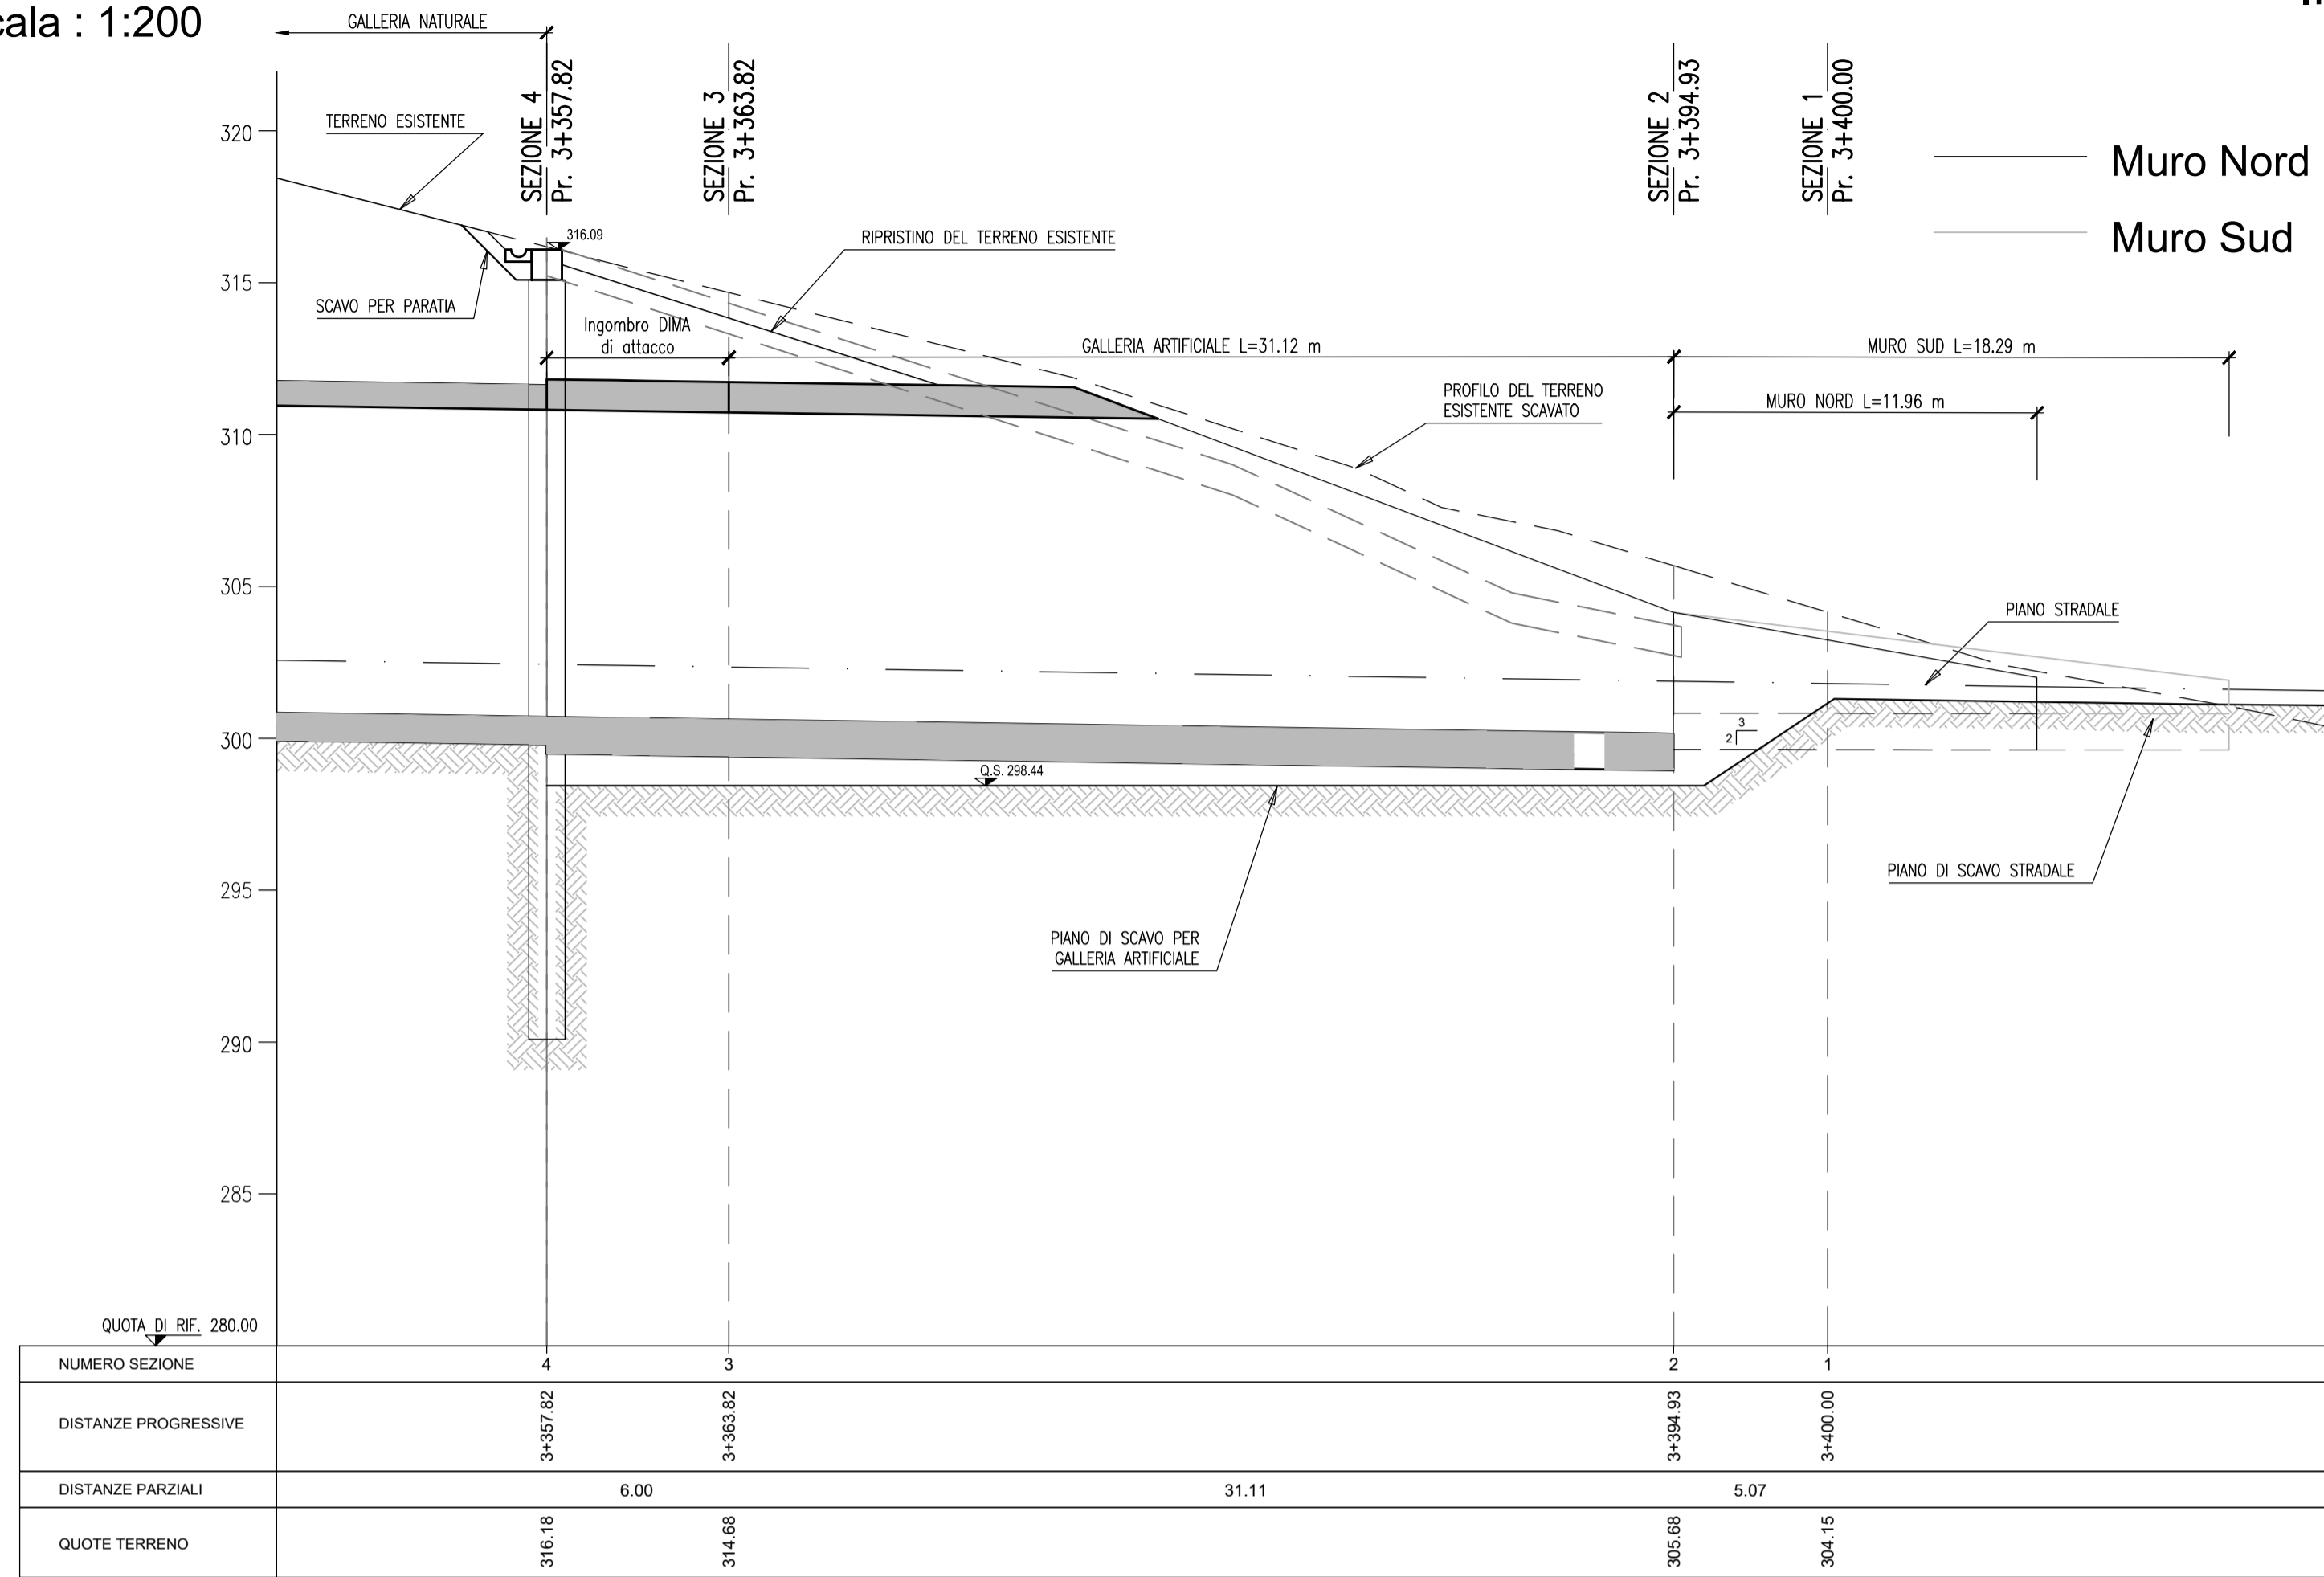 cala : 1:200
GALLERIA NATURALE
SEZIONE 4
Pr. 3+357.82
SEZIONE 3
Pr. 3+363.82
SEZIONE 2
Pr. 3+394.93
SEZIONE 1
Pr. 3+400.00
Muro Nord
Muro Sud
320
TERRENO ESISTENTE
316.09
RIPRISTINO DEL TERRENO ESISTENTE
315
SCAVO PER PARATIA
Ingombro DIMA
di attacco
GALLERIA ARTIFICIALE L=31.12 m
MURO SUD L=18.29 m
PROFILO DEL TERRENO
ESISTENTE SCAVATO
MURO NORD L=11.96 m
310
305
PIANO STRADALE
300
3
2
Q.S. 298.44
295
PIANO DI SCAVO STRADALE
PIANO DI SCAVO PER
GALLERIA ARTIFICIALE
290
285
QUOTA DI RIF. 280.00
NUMERO SEZIONE 4 3 2 1
DISTANZE PROGRESSIVE 3+357.82 3+363.82 3+394.93 3+400.00
DISTANZE PARZIALI 6.00 31.11 5.07
QUOTE TERRENO 316.18 314.68 305.68 304.15